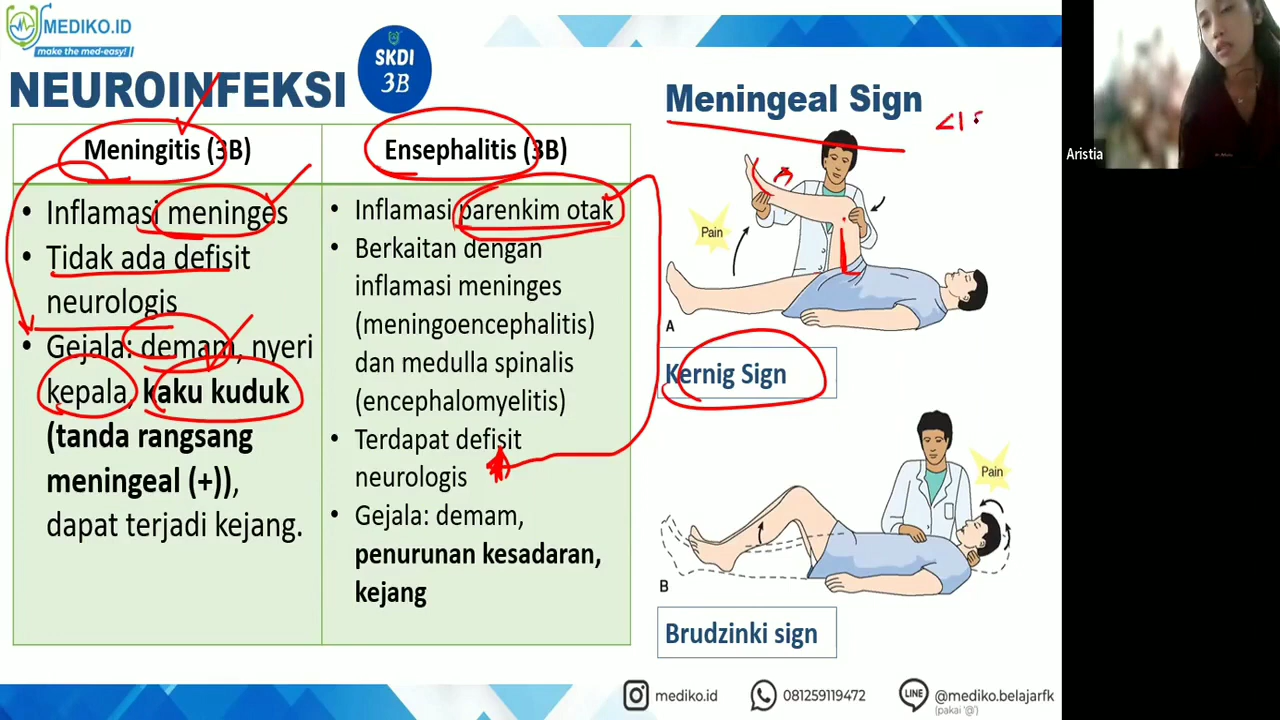 MEDIKO.ID
make the med-easy!
NEUROINFEKSI
SKDI
3B
Meningitis (3B)
Inflamasi meninges
Tidak ada defisit
neurologis
Gejala: demam, nyeri
kepala, kaku kuduk
(tanda rangsang
meningeal (+)),
dapat terjadi kejang.
Ensephalitis (3B)
Inflamasi parenkim otak
Berkaitan dengan
inflamasi meninges
(meningoencephalitis)
dan medulla spinalis
(encephalomyelitis)
Terdapat defisit
neurologis
Gejala: demam,
penurunan kesadaran,
kejang
Meningeal Sign
Pain
A
Kernig Sign
Pain
B
Brudzinki sign
mediko.id
081259119472
LINE
@mediko.belajarfk
(pakai '@')
Aristia